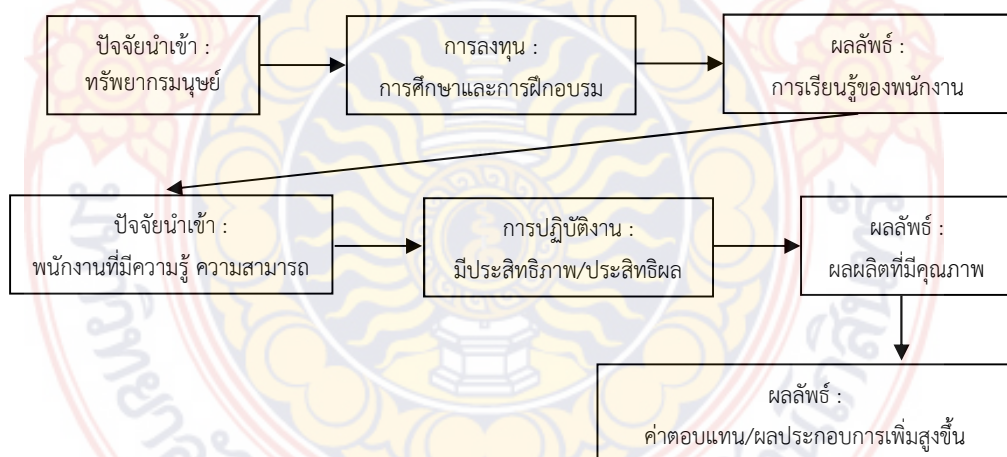 ปัจจัยนำเข้า :
ทรัพยากรมนุษย์
การลงทุน :
การศึกษาและการฝึกอบรม
ผลลัพธ์ :
การเรียนรู้ของพนักงาน
ปัจจัยนำเข้า :
พนักงานที่มีความรู้ ความสามารถ
การปฏิบัติงาน :
มีประสิทธิภาพ/ประสิทธิผล
ผลลัพธ์ :
ผลผลิตที่มีคุณภาพ
ผลลัพธ์ :
ค่าตอบแทน/ผลประกอบการเพิ่มสูงขึ้น